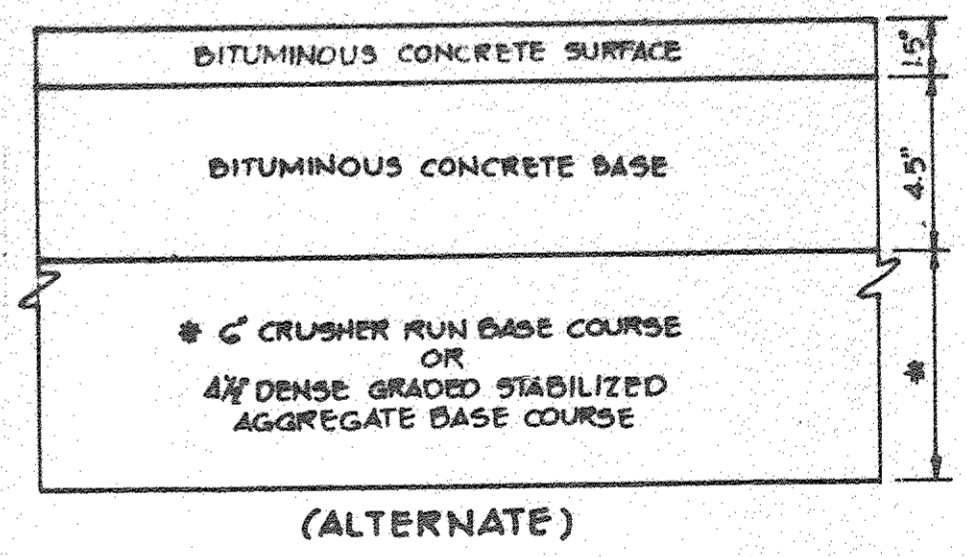 BITUMINOUS CONCRETE SURFACE
1.5"
BITUMINOUS CONCRETE BASE
4.5"
* 6" CRUSHER RUN BASE COURSE
OR
4½" DENSE GRADED STABILIZED
AGGREGATE BASE COURSE
*
(ALTERNATE)